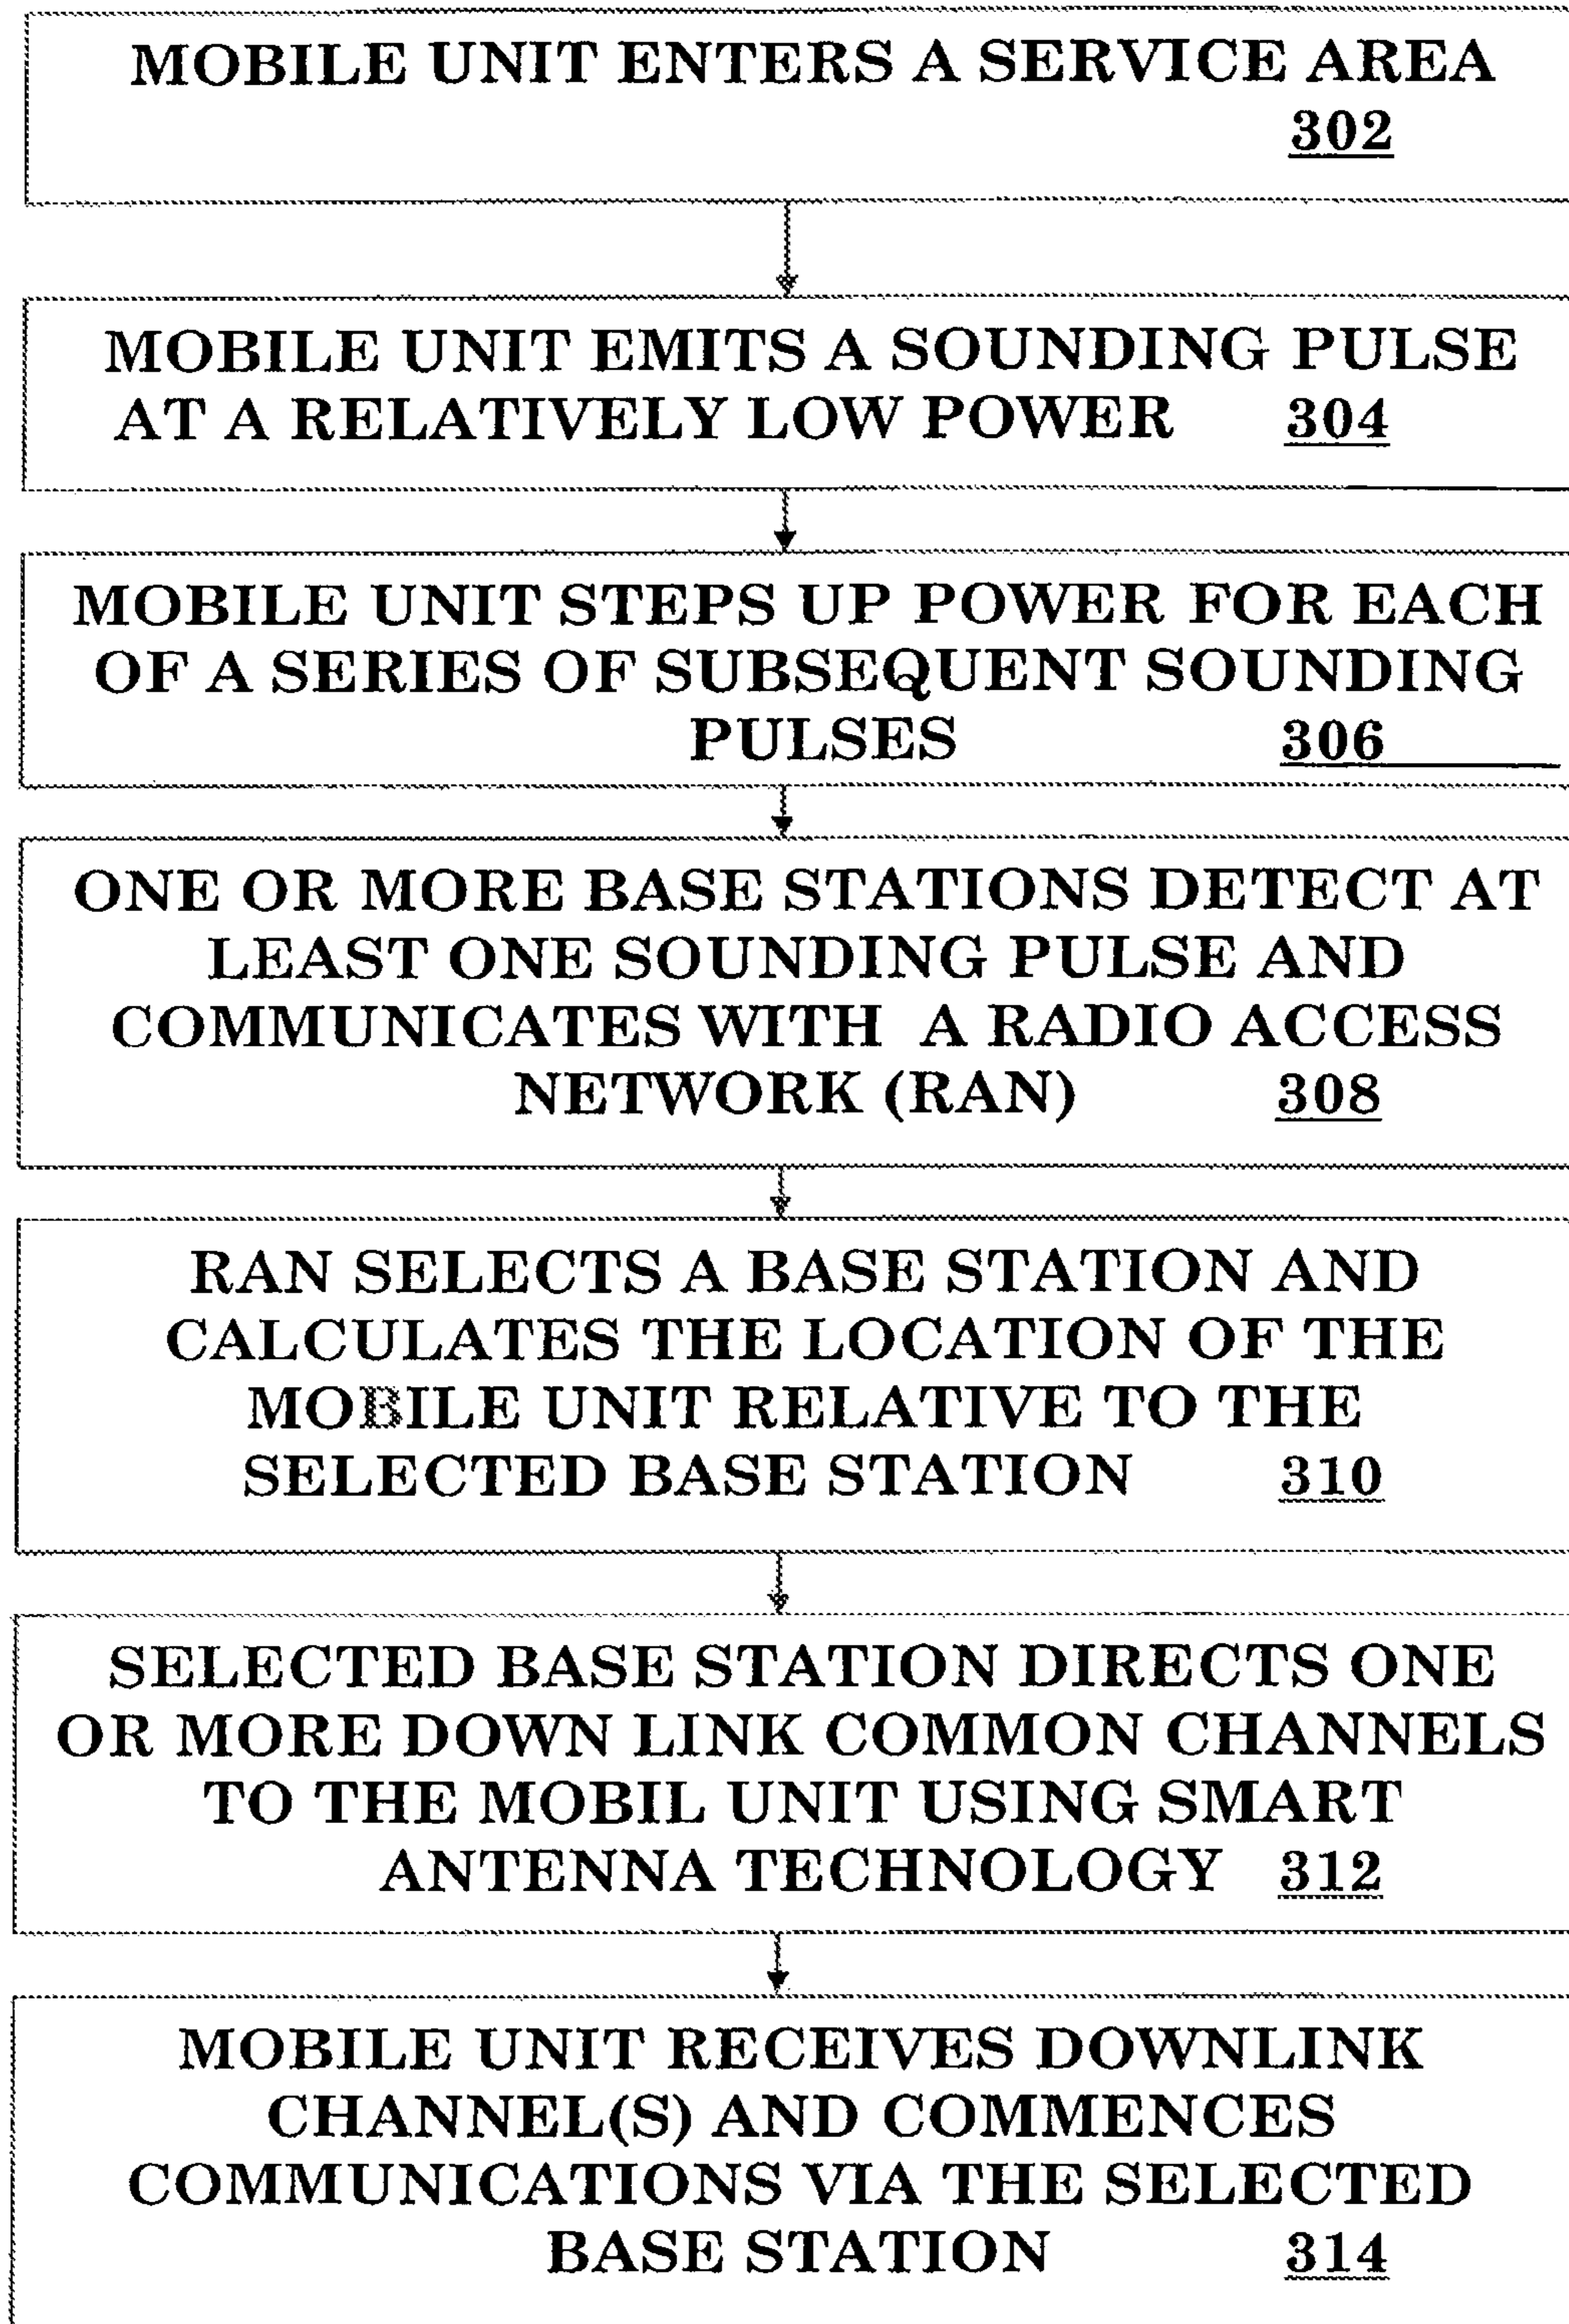 MOBILE UNIT ENTERS A SERVICE AREA
302
MOBILE UNIT EMITS A SOUNDING PULSE
AT A RELATIVELY LOW POWER 304
MOBILE UNIT STEPS UP POWER FOR EACH
OF A SERIES OF SUBSEQUENT SOUNDING
PULSES 306
ONE OR MORE BASE STATIONS DETECT AT
LEAST ONE SOUNDING PULSE AND
COMMUNICATES WITH A RADIO ACCESS
NETWORK (RAN) 308
RAN SELECTS A BASE STATION AND
CALCULATES THE LOCATION OF THE
MOBILE UNIT RELATIVE TO THE
SELECTED BASE STATION 310
SELECTED BASE STATION DIRECTS ONE
OR MORE DOWN LINK COMMON CHANNELS
TO THE MOBIL UNIT USING SMART
ANTENNA TECHNOLOGY 312
MOBILE UNIT RECEIVES DOWNLINK
CHANNEL(S) AND COMMENCES
COMMUNICATIONS VIA THE SELECTED
BASE STATION 314